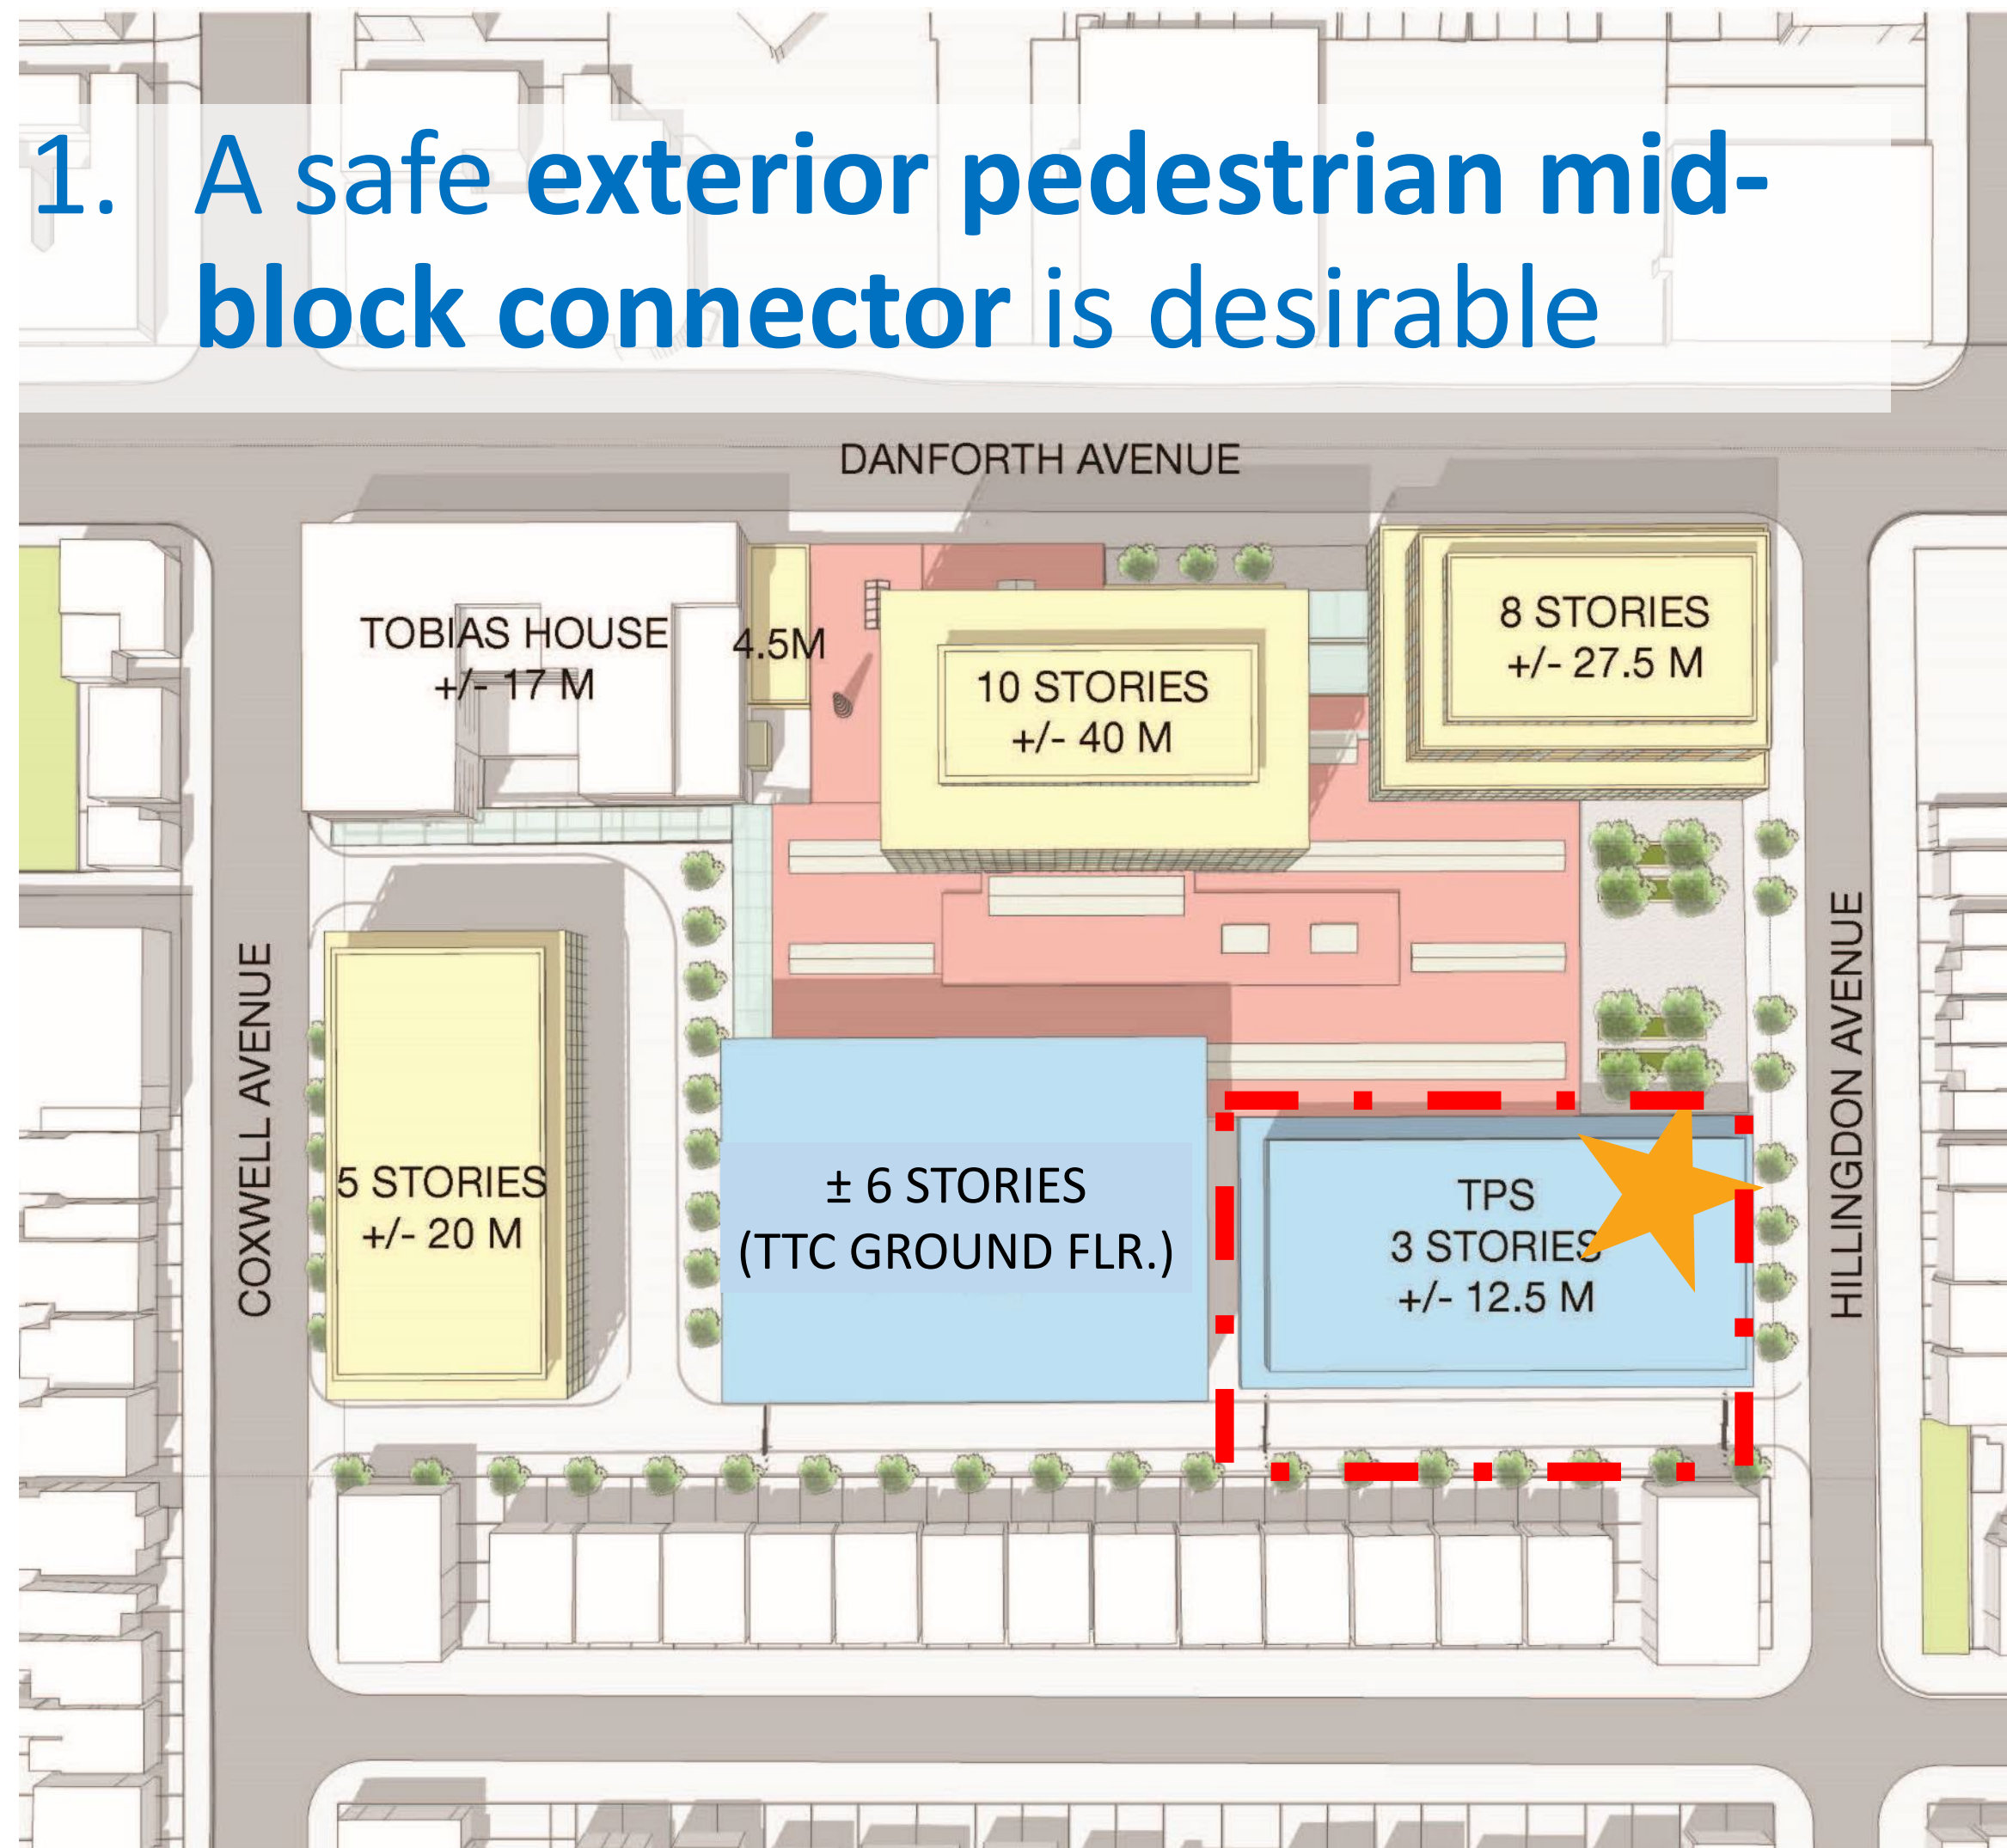 1. A safe exterior pedestrian mid-
block connector is desirable
DANFORTH AVENUE
TOBIAS HOUSE
+/- 17 M
4.5M
10 STORIES
+/- 40 M
8 STORIES
+/- 27.5 M
COXWELL AVENUE
5 STORIES
+/- 20 M
± 6 STORIES
(TTC GROUND FLR.)
TPS
3 STORIES
+/- 12.5 M
HILLINGDON AVENUE